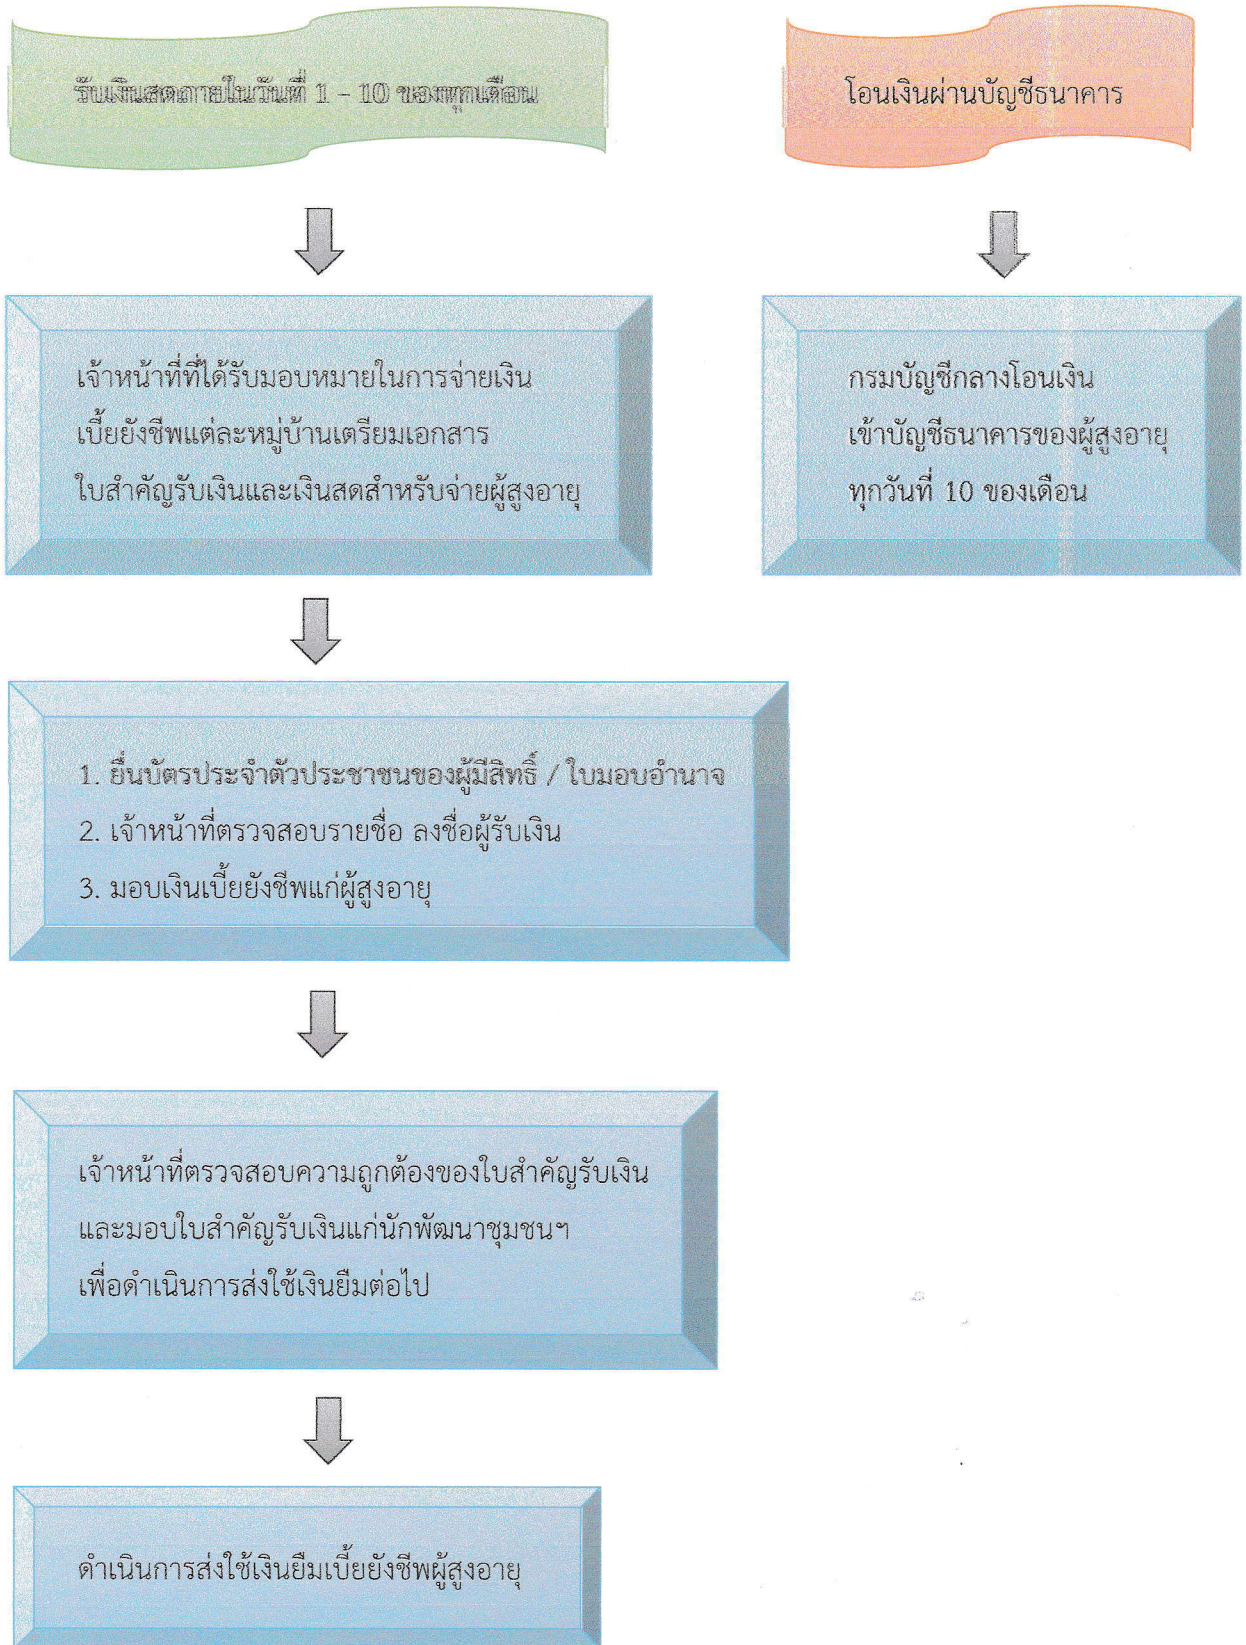 รับเงินสดภายในวันที่ 1 - 10 ของทุกเดือน
โอนเงินผ่านบัญชีธนาคาร
เจ้าหน้าที่ที่ได้รับมอบหมายในการจ่ายเงิน
เบี้ยยังชีพแต่ละหมู่บ้านเตรียมเอกสาร
ใบสำคัญรับเงินและเงินสดสำหรับจ่ายผู้สูงอายุ
กรมบัญชีกลางโอนเงิน
เข้าบัญชีธนาคารของผู้สูงอายุ
ทุกวันที่ 10 ของเดือน
1. ยื่นบัตรประจำตัวประชาชนของผู้มีสิทธิ์ / ใบมอบอำนาจ
2. เจ้าหน้าที่ตรวจสอบรายชื่อ ลงชื่อผู้รับเงิน
3. มอบเงินเบี้ยยังชีพแก่ผู้สูงอายุ
เจ้าหน้าที่ตรวจสอบความถูกต้องของใบสำคัญรับเงิน
และมอบใบสำคัญรับเงินแก่นักพัฒนาชุมชนฯ
เพื่อดำเนินการส่งใช้เงินยืมต่อไป
ดำเนินการส่งใช้เงินยืมเบี้ยยังชีพผู้สูงอายุ